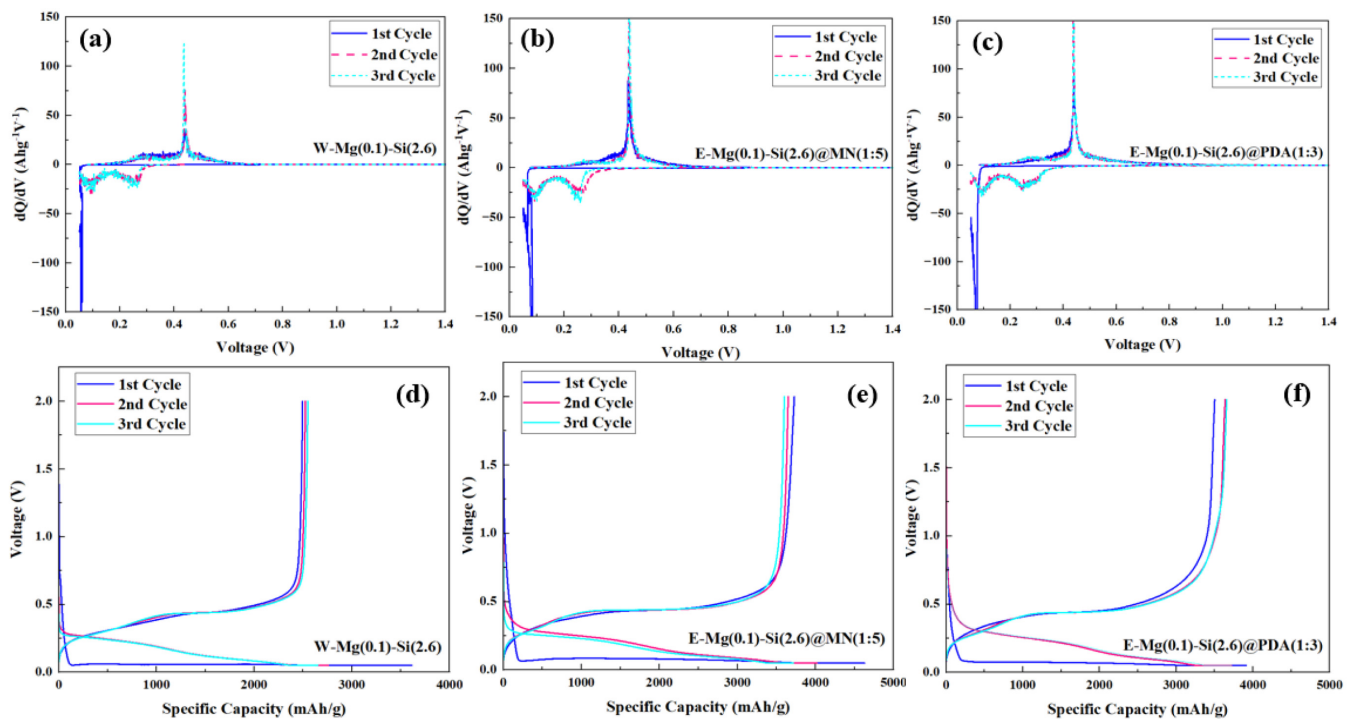 (a)
1st Cycle
2nd Cycle
3rd Cycle
W-Mg(0.1)-Si(2.6)
dQ/dV (Ahg⁻¹V⁻¹)
150
100
50
0
−50
−100
−150
0.0 0.2 0.4 0.6 0.8 1.0 1.2 1.4
Voltage (V)
(b)
1st Cycle
2nd Cycle
3rd Cycle
E-Mg(0.1)-Si(2.6)@MN(1:5)
dQ/dV (Ahg⁻¹V⁻¹)
150
100
50
0
−50
−100
−150
0.0 0.2 0.4 0.6 0.8 1.0 1.2 1.4
Voltage (V)
(c)
1st Cycle
2nd Cycle
3rd Cycle
E-Mg(0.1)-Si(2.6)@PDA(1:3)
dQ/dV (Ahg⁻¹V⁻¹)
150
100
50
0
−50
−100
−150
0.0 0.2 0.4 0.6 0.8 1.0 1.2 1.4
Voltage (V)
1st Cycle
2nd Cycle
3rd Cycle
(d)
W-Mg(0.1)-Si(2.6)
Voltage (V)
2.0
1.5
1.0
0.5
0.0
0 1000 2000 3000 4000
Specific Capacity (mAh/g)
1st Cycle
2nd Cycle
3rd Cycle
(e)
E-Mg(0.1)-Si(2.6)@MN(1:5)
Voltage (V)
2.0
1.5
1.0
0.5
0.0
0 1000 2000 3000 4000 5000
Specific Capacity (mAh/g)
1st Cycle
2nd Cycle
3rd Cycle
(f)
E-Mg(0.1)-Si(2.6)@PDA(1:3)
Voltage (V)
2.0
1.5
1.0
0.5
0.0
0 1000 2000 3000 4000 5000
Specific Capacity (mAh/g)